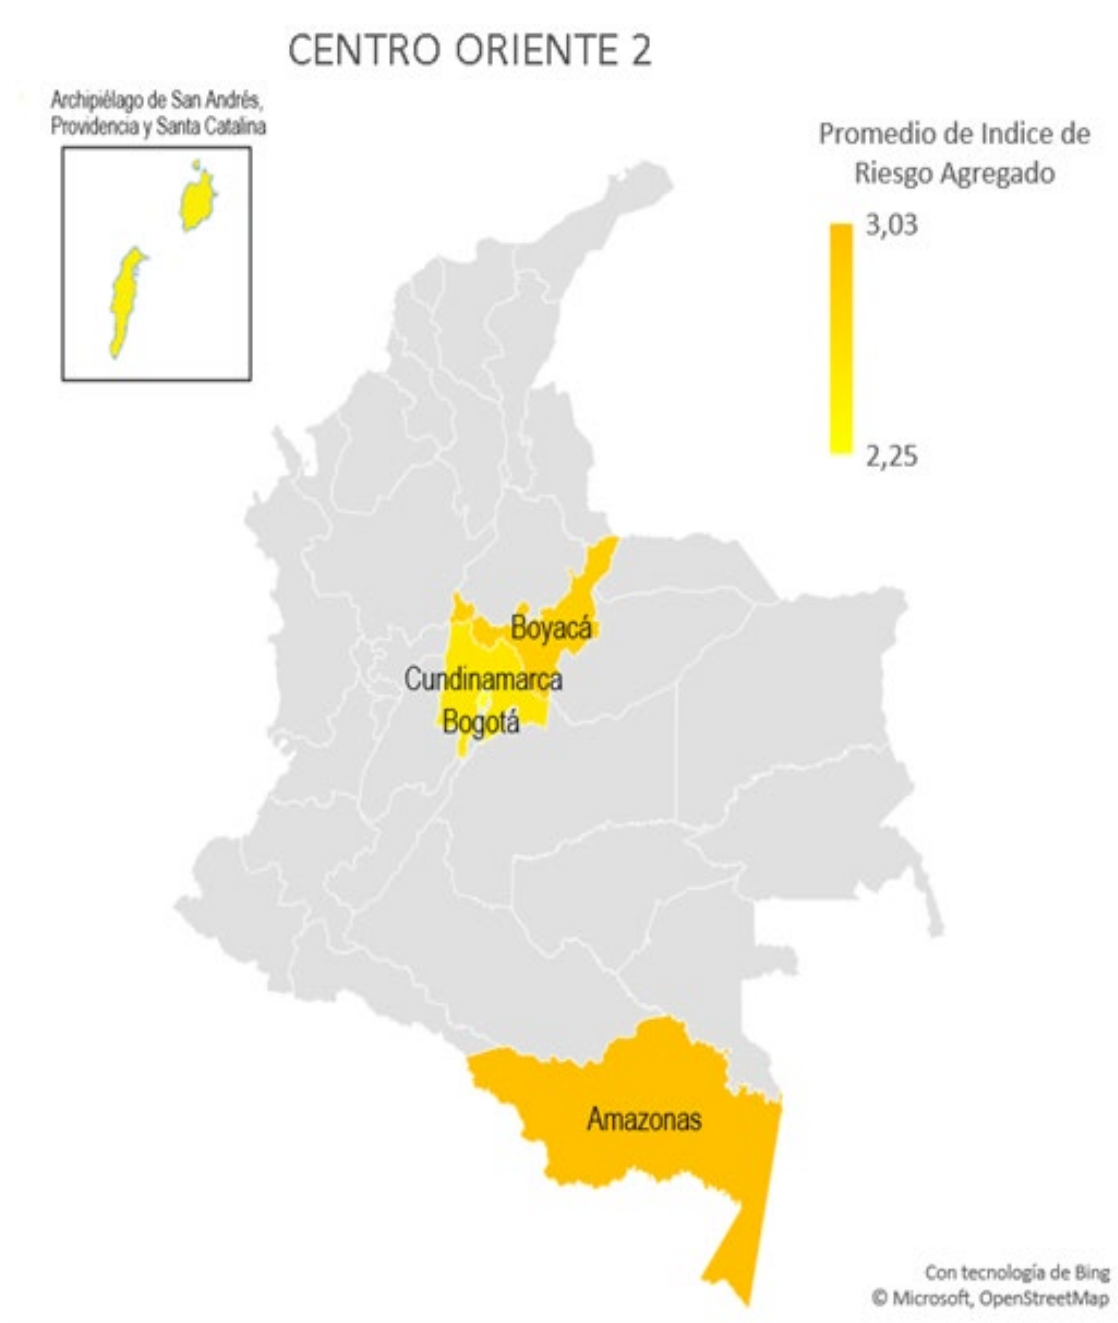 CENTRO ORIENTE 2
Archipiélago de San Andrés,
Providencia y Santa Catalina
Promedio de Indice de
Riesgo Agregado
3,03
2,25
Boyacá
Cundinamarca
Bogotá
Amazonas
Con tecnología de Bing
© Microsoft, OpenStreetMap